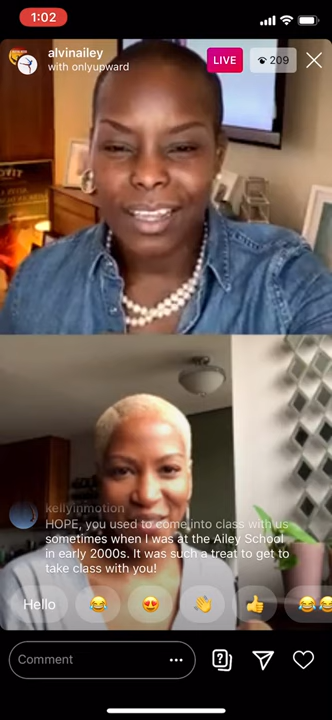 1:02
alvinailey
with onlyupward
LIVE
209
kellyinmotion
HOPE, you used to come into class with us
sometimes when I was at the Ailey School
in early 2000s. It was such a treat to get to
take class with you!
Hello
Comment